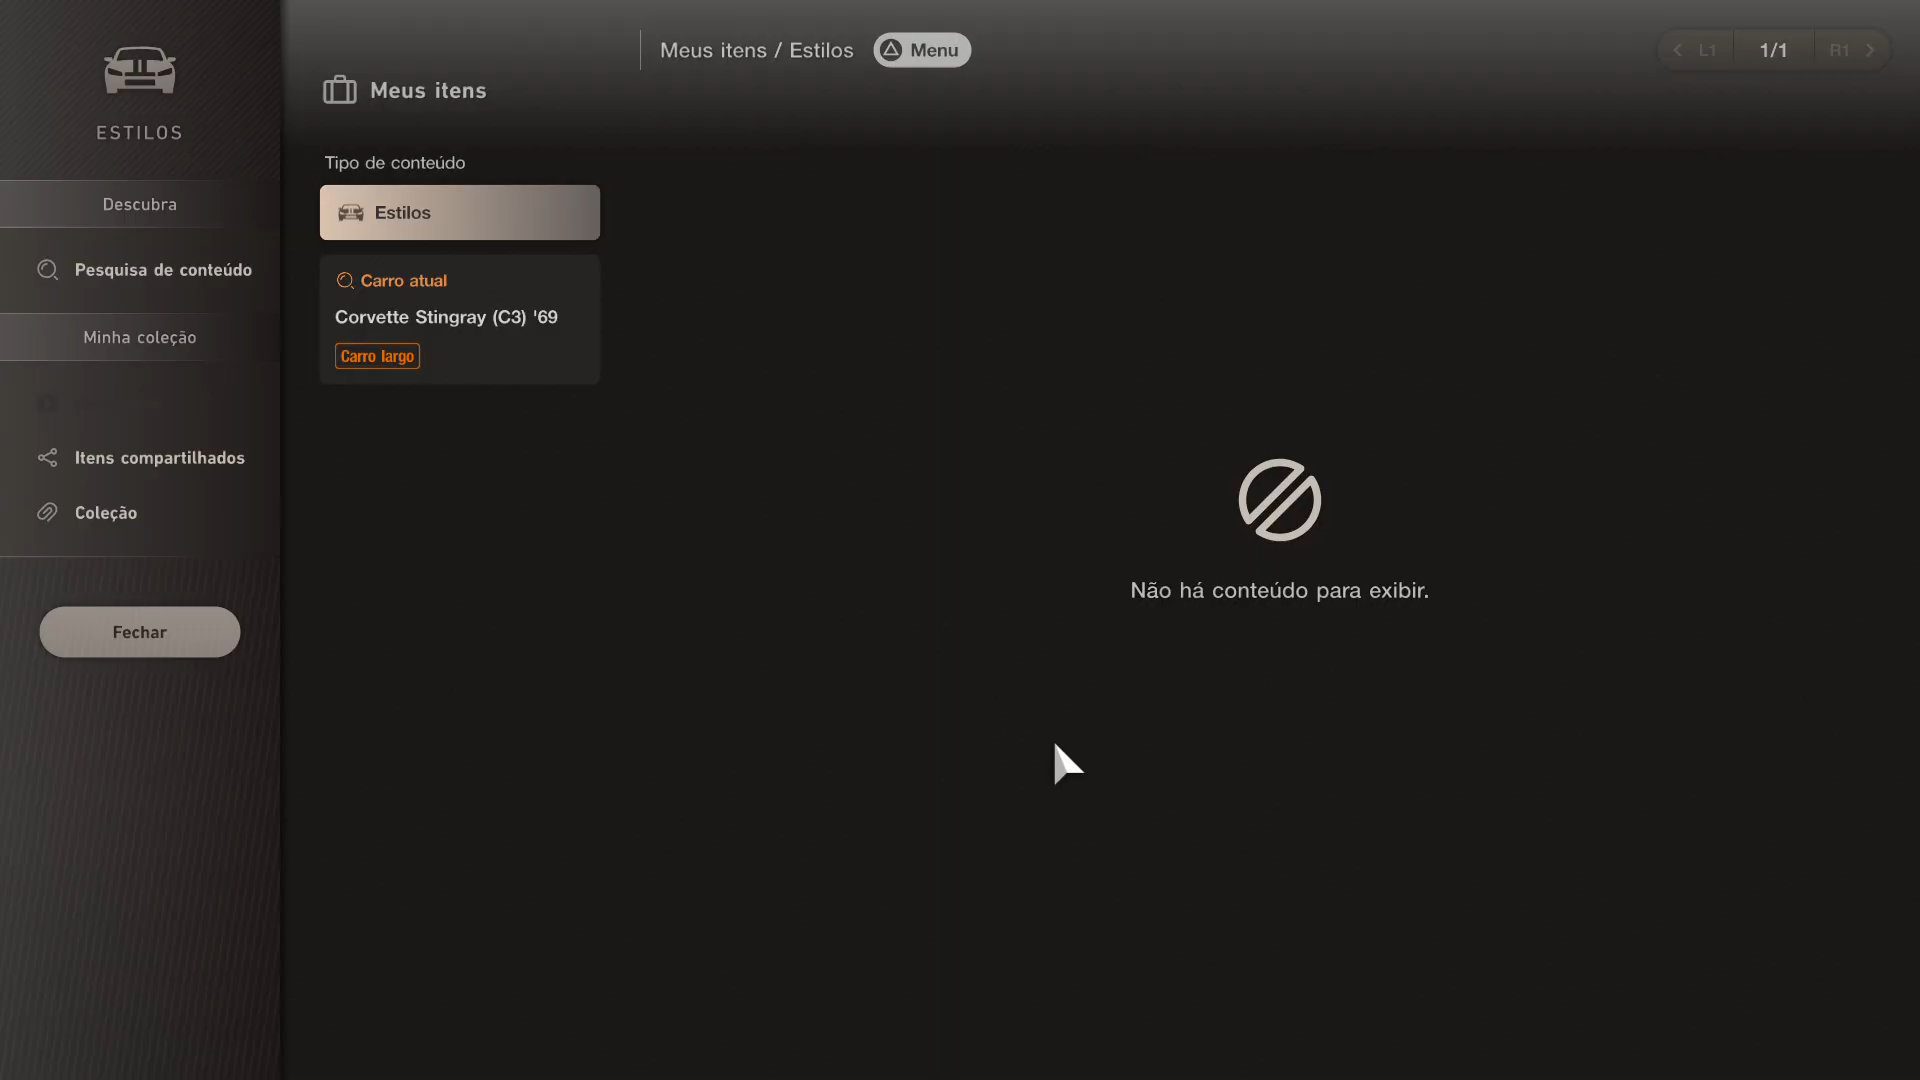 ESTILOS
Descubra
Pesquisa de conteúdo
Minha coleção
Itens compartilhados
Coleção
Fechar
Meus itens / Estilos
Menu
L1
1/1
R1
Meus itens
Tipo de conteúdo
Estilos
Carro atual
Corvette Stingray (C3) '69
Carro largo
Não há conteúdo para exibir.